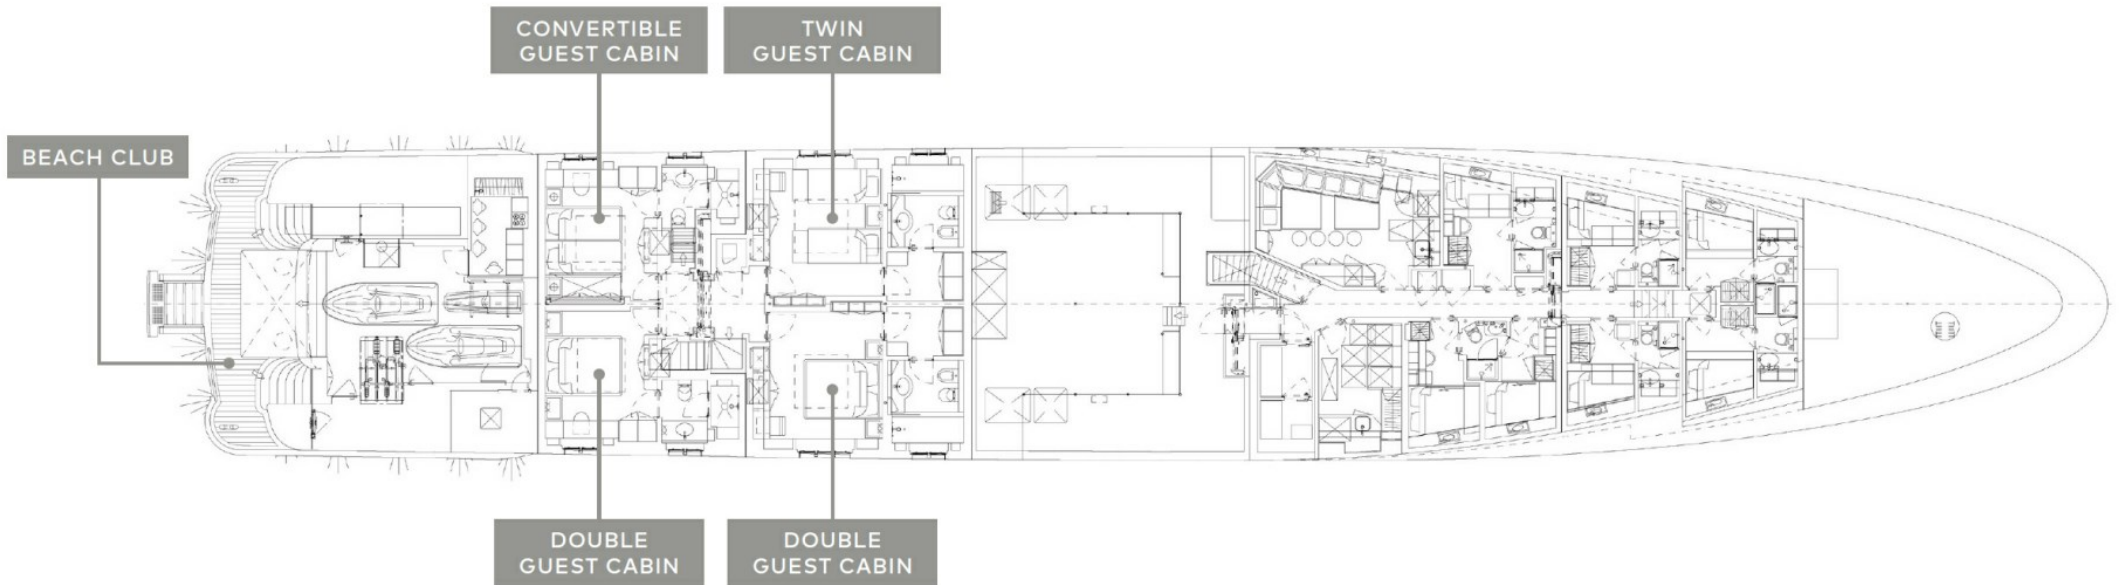 CONVERTIBLE
GUEST CABIN
TWIN
GUEST CABIN
BEACH CLUB
DOUBLE
GUEST CABIN
DOUBLE
GUEST CABIN